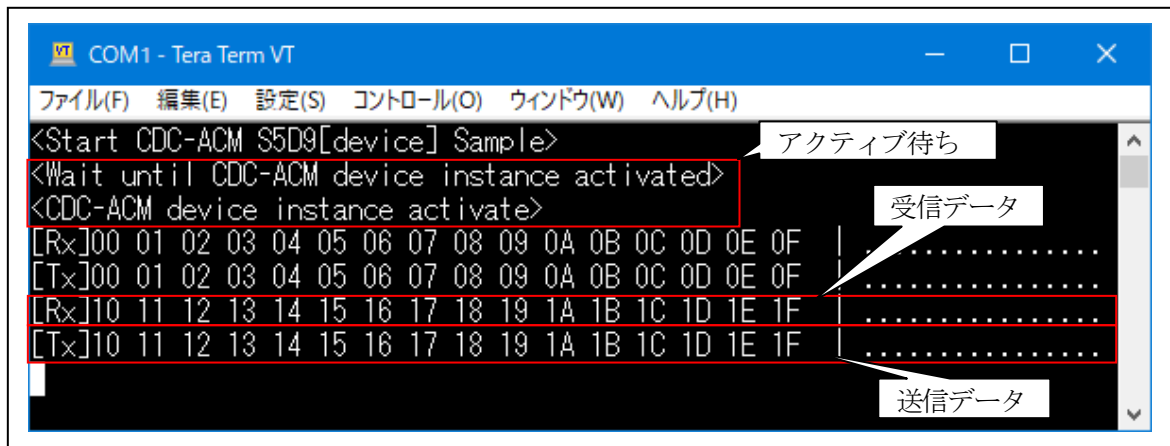 COM1 - Tera Term VT
ファイル(F) 編集(E) 設定(S) コントロール(O) ウィンドウ(W) ヘルプ(H)
<Start CDC-ACM S5D9[device] Sample>
アクティブ待ち
<Wait until CDC-ACM device instance activated>
<CDC-ACM device instance activate>
受信データ
[Rx]00 01 02 03 04 05 06 07 08 09 0A 0B 0C 0D 0E 0F | ................
[Tx]00 01 02 03 04 05 06 07 08 09 0A 0B 0C 0D 0E 0F | ................
[Rx]10 11 12 13 14 15 16 17 18 19 1A 1B 1C 1D 1E 1F | ................
[Tx]10 11 12 13 14 15 16 17 18 19 1A 1B 1C 1D 1E 1F | ................
送信データ